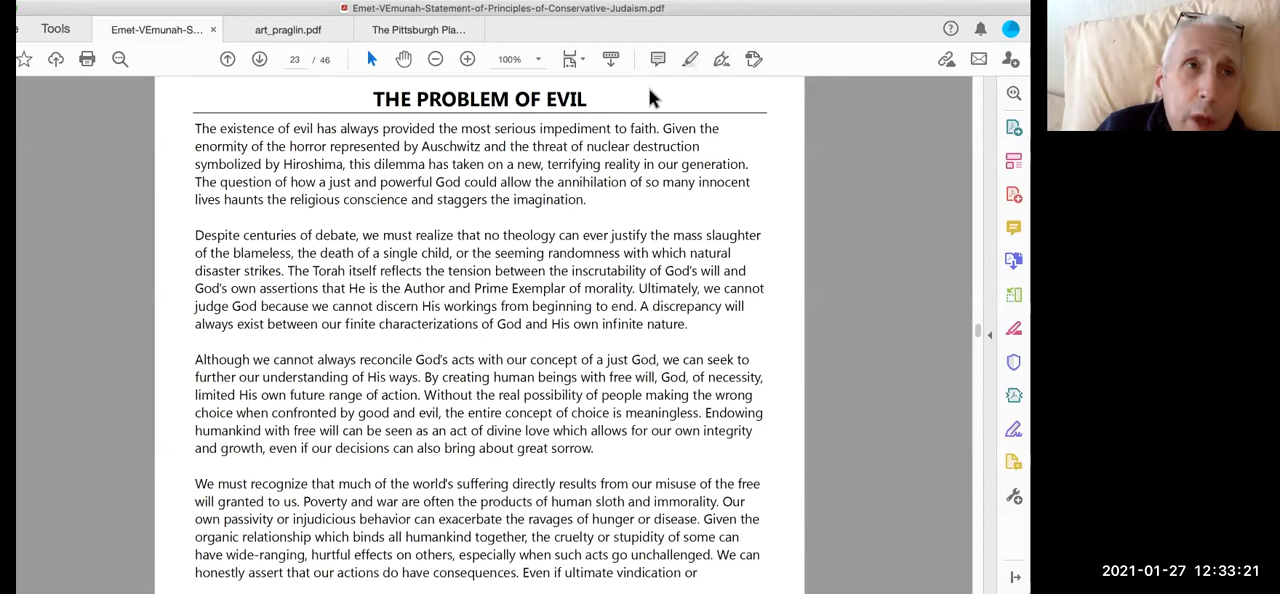 Emet-VEmunah-Statement-of-Principles-of-Conservative-Judaism.pdf
Tools
Emet-VEmunah-S... ×
art_praglin.pdf
The Pittsburgh Pla...
23 / 46
100%
THE PROBLEM OF EVIL
The existence of evil has always provided the most serious impediment to faith. Given the
enormity of the horror represented by Auschwitz and the threat of nuclear destruction
symbolized by Hiroshima, this dilemma has taken on a new, terrifying reality in our generation.
The question of how a just and powerful God could allow the annihilation of so many innocent
lives haunts the religious conscience and staggers the imagination.
Despite centuries of debate, we must realize that no theology can ever justify the mass slaughter
of the blameless, the death of a single child, or the seeming randomness with which natural
disaster strikes. The Torah itself reflects the tension between the inscrutability of God's will and
God's own assertions that He is the Author and Prime Exemplar of morality. Ultimately, we cannot
judge God because we cannot discern His workings from beginning to end. A discrepancy will
always exist between our finite characterizations of God and His own infinite nature.
Although we cannot always reconcile God's acts with our concept of a just God, we can seek to
further our understanding of His ways. By creating human beings with free will, God, of necessity,
limited His own future range of action. Without the real possibility of people making the wrong
choice when confronted by good and evil, the entire concept of choice is meaningless. Endowing
humankind with free will can be seen as an act of divine love which allows for our own integrity
and growth, even if our decisions can also bring about great sorrow.
We must recognize that much of the world's suffering directly results from our misuse of the free
will granted to us. Poverty and war are often the products of human sloth and immorality. Our
own passivity or injudicious behavior can exacerbate the ravages of hunger or disease. Given the
organic relationship which binds all humankind together, the cruelty or stupidity of some can
have wide-ranging, hurtful effects on others, especially when such acts go unchallenged. We can
honestly assert that our actions do have consequences. Even if ultimate vindication or
2021-01-27 12:33:21